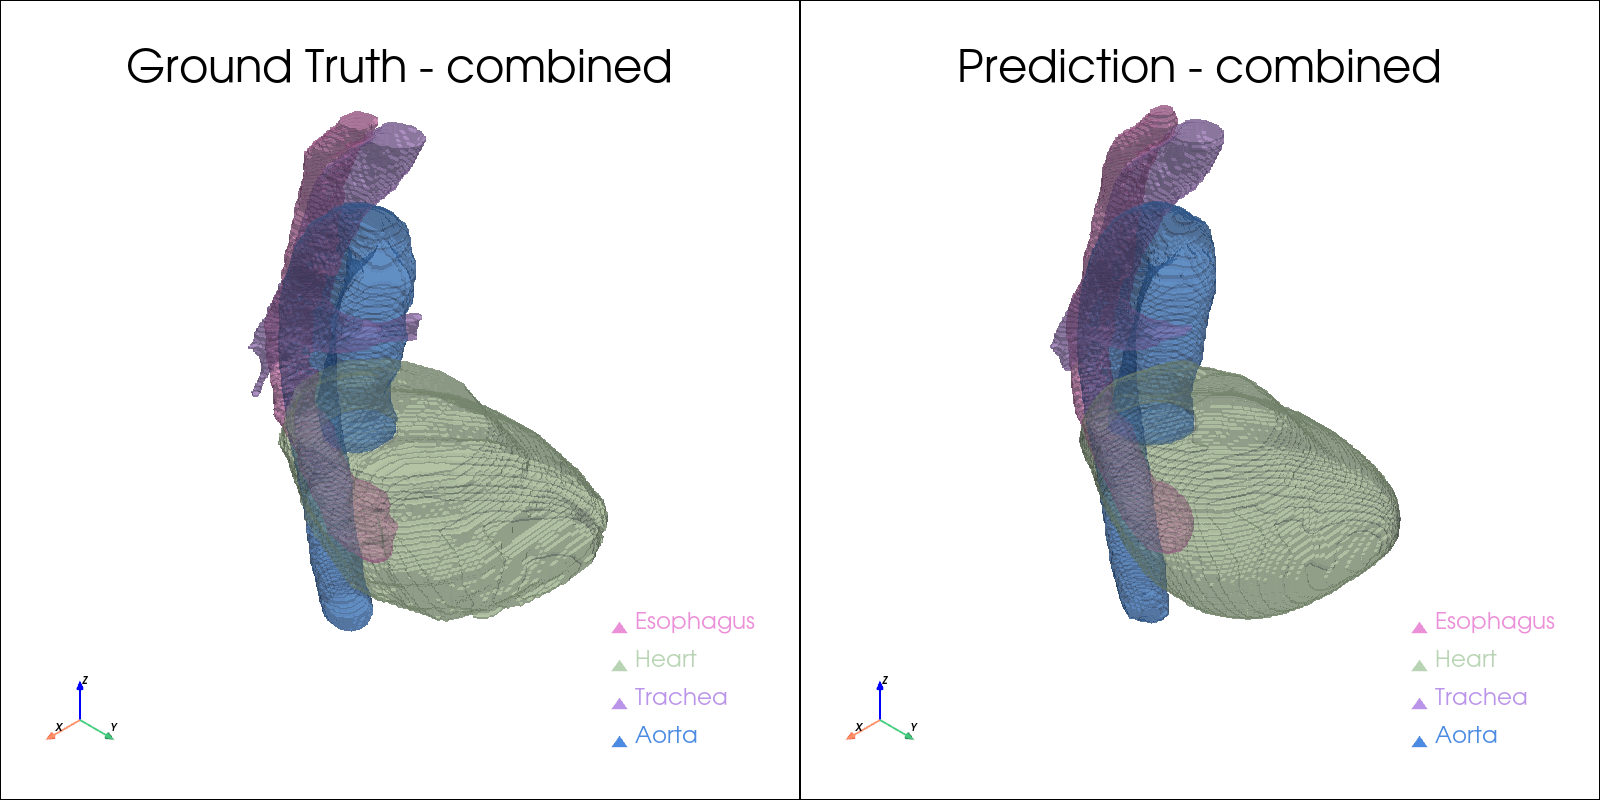 Ground Truth - combined
Esophagus
Heart
Trachea
Aorta
Z
X
Y
Prediction - combined
Esophagus
Heart
Trachea
Aorta
Z
X
Y